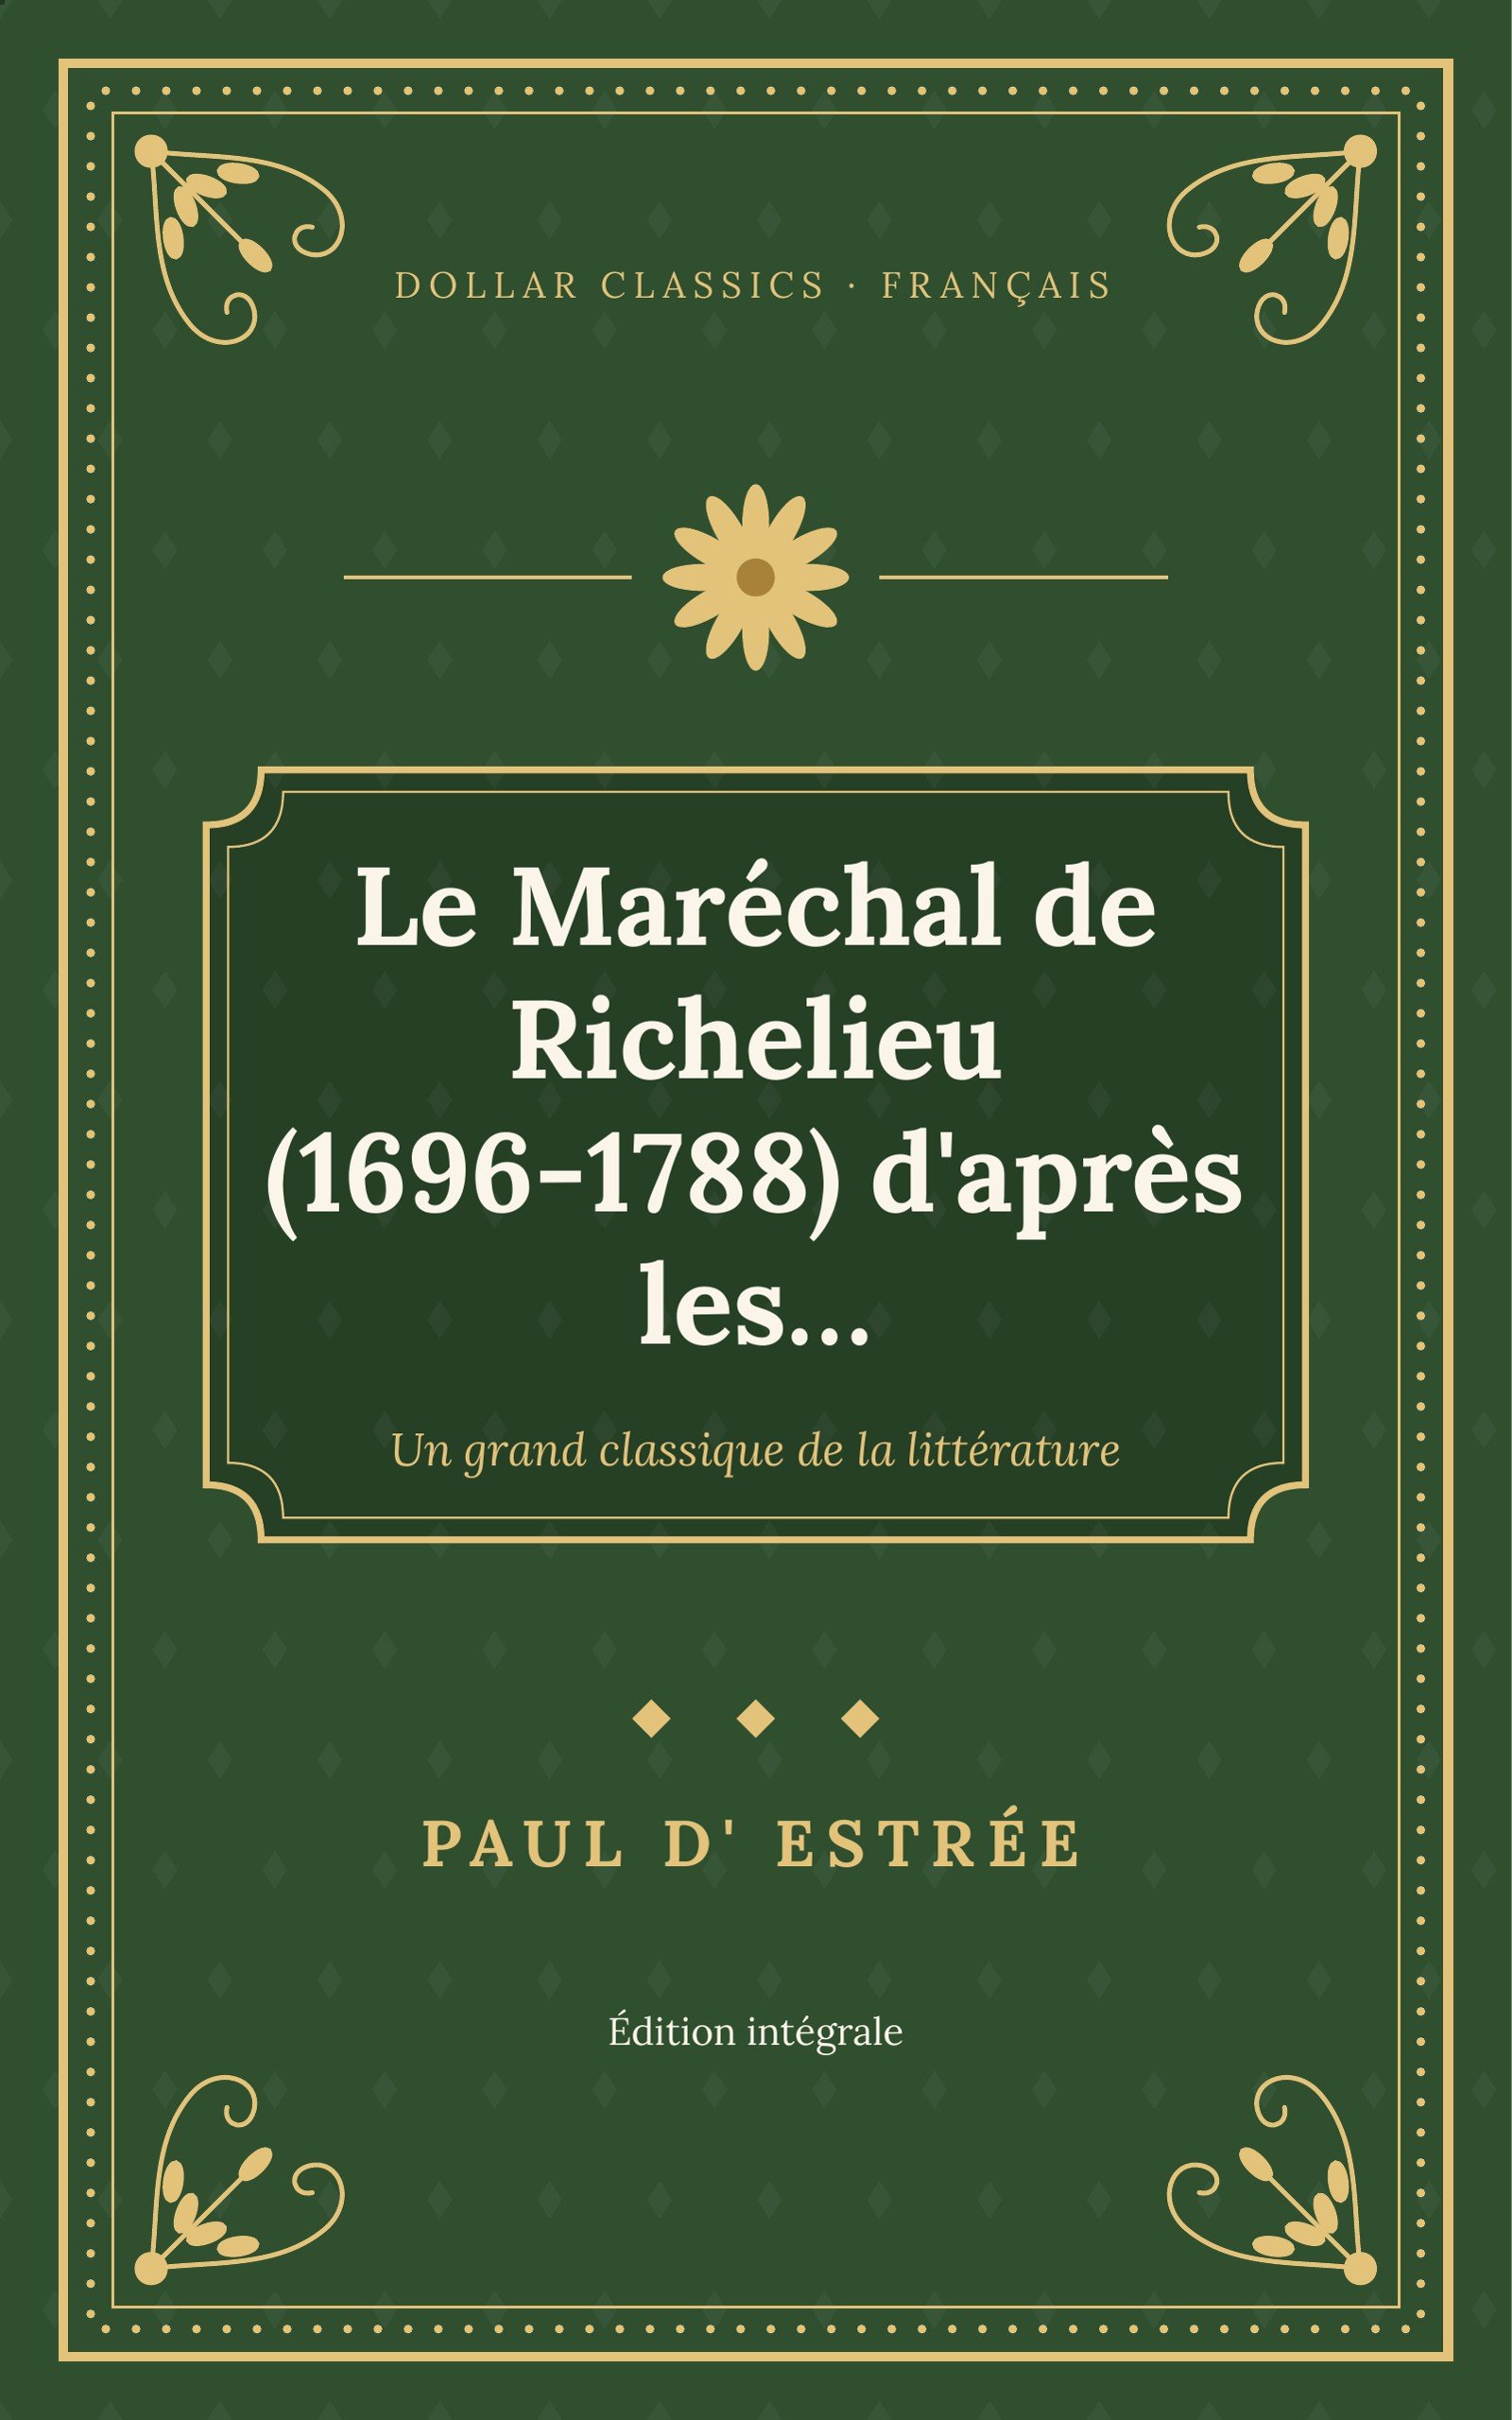 DOLLAR CLASSICS · FRANÇAIS
Le Maréchal de
Richelieu
(1696-1788) d'après
les...
Un grand classique de la littérature
PAUL D' ESTRÉE
Édition intégrale